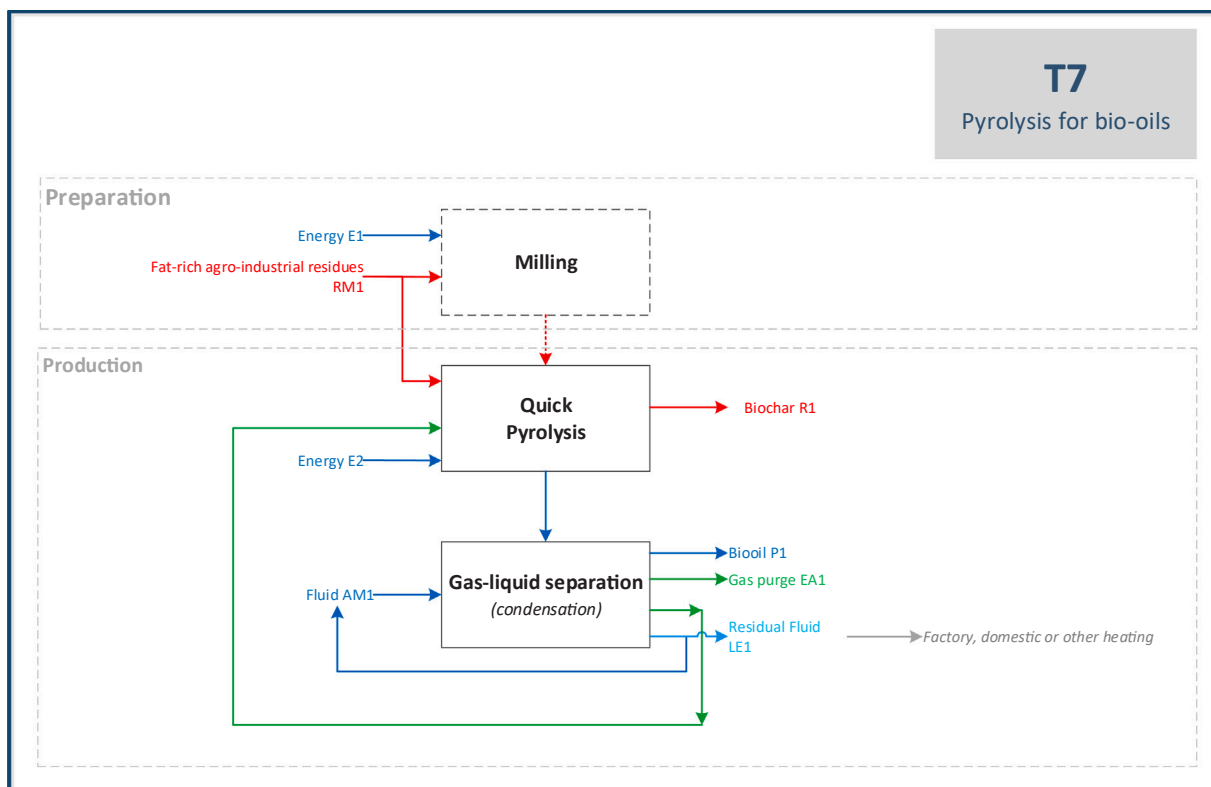 T7
Pyrolysis for bio-oils
Preparation
Energy E1
Fat-rich agro-industrial residues
RM1
Milling
Production
Quick
Pyrolysis
Biochar R1
Energy E2
Biooil P1
Gas-liquid separation
(condensation)
Gas purge EA1
Fluid AM1
Residual Fluid
LE1
Factory, domestic or other heating